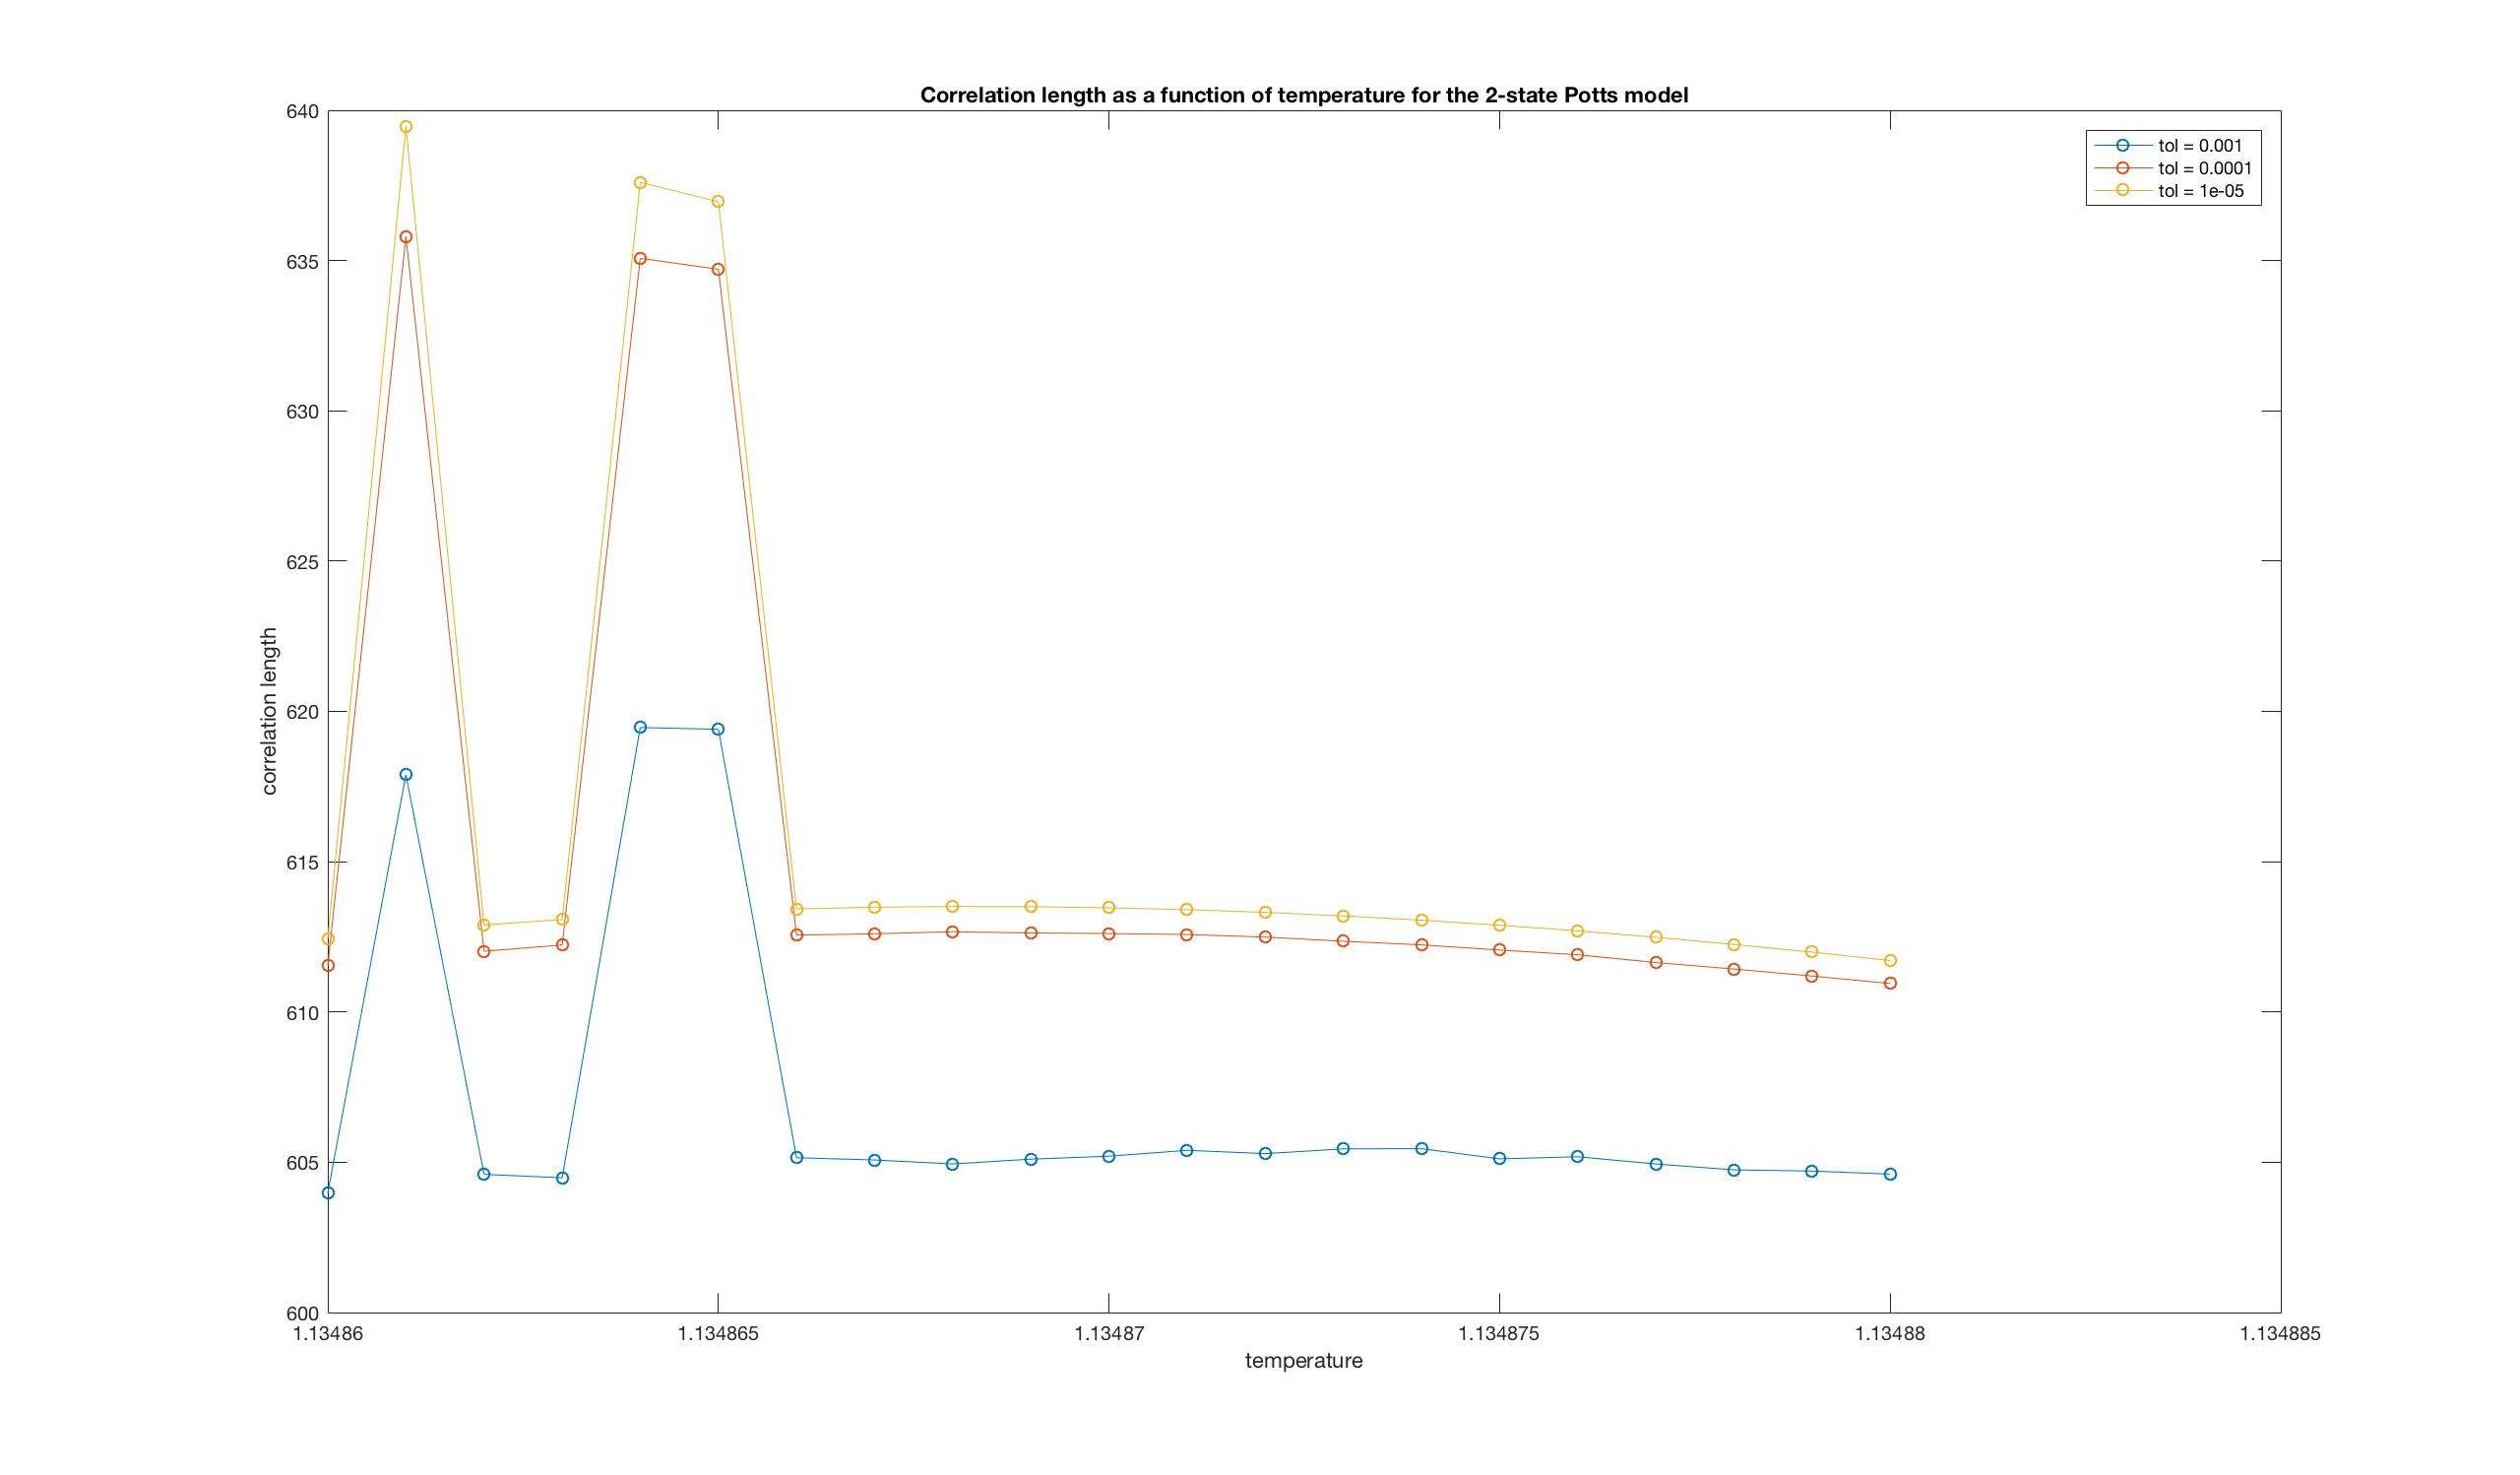 Correlation length as a function of temperature for the 2-state Potts model
640
635
630
625
620
615
610
605
600
correlation length
tol = 0.001
tol = 0.0001
tol = 1e-05
1.13486
1.134865
1.13487
1.134875
1.13488
1.134885
temperature